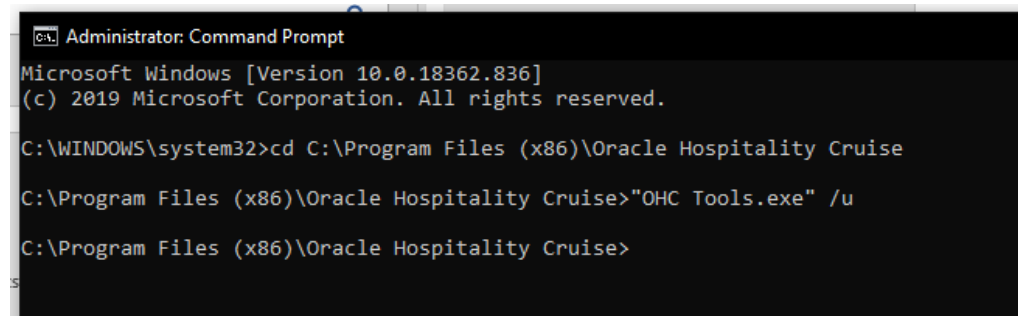 Administrator: Command Prompt
Microsoft Windows [Version 10.0.18362.836]
(c) 2019 Microsoft Corporation. All rights reserved.
C:\WINDOWS\system32>cd C:\Program Files (x86)\Oracle Hospitality Cruise
C:\Program Files (x86)\Oracle Hospitality Cruise>"OHC Tools.exe" /u
C:\Program Files (x86)\Oracle Hospitality Cruise>